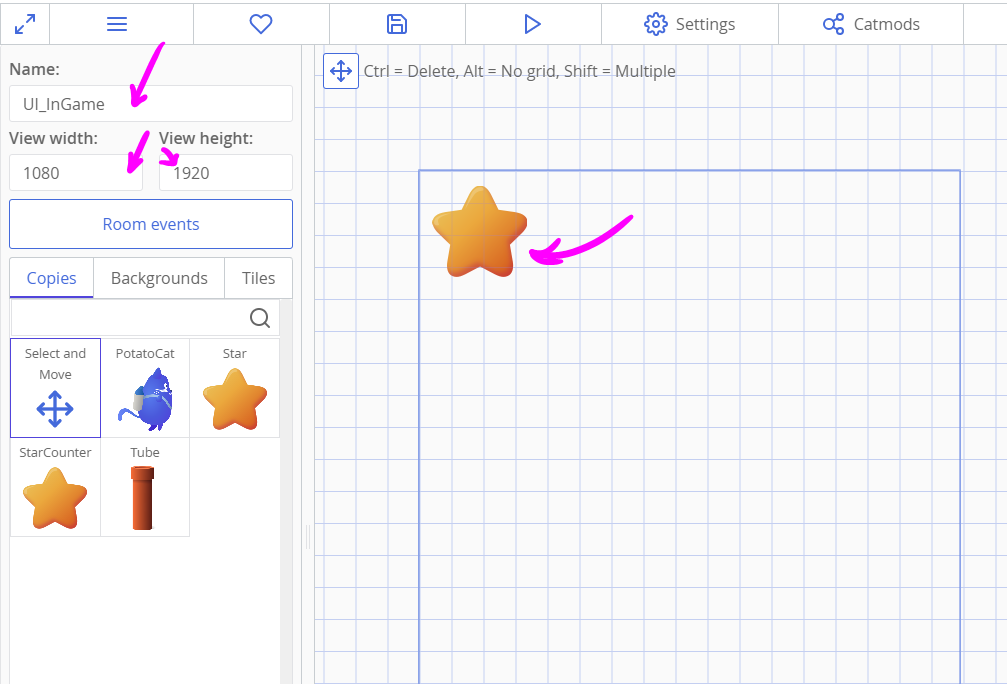 Settings
Catmods
Name:
Ctrl = Delete, Alt = No grid, Shift = Multiple
UI_InGame
View width:
View height:
1080
1920
Room events
Copies
Backgrounds
Tiles
Select and
Move
PotatoCat
Star
StarCounter
Tube